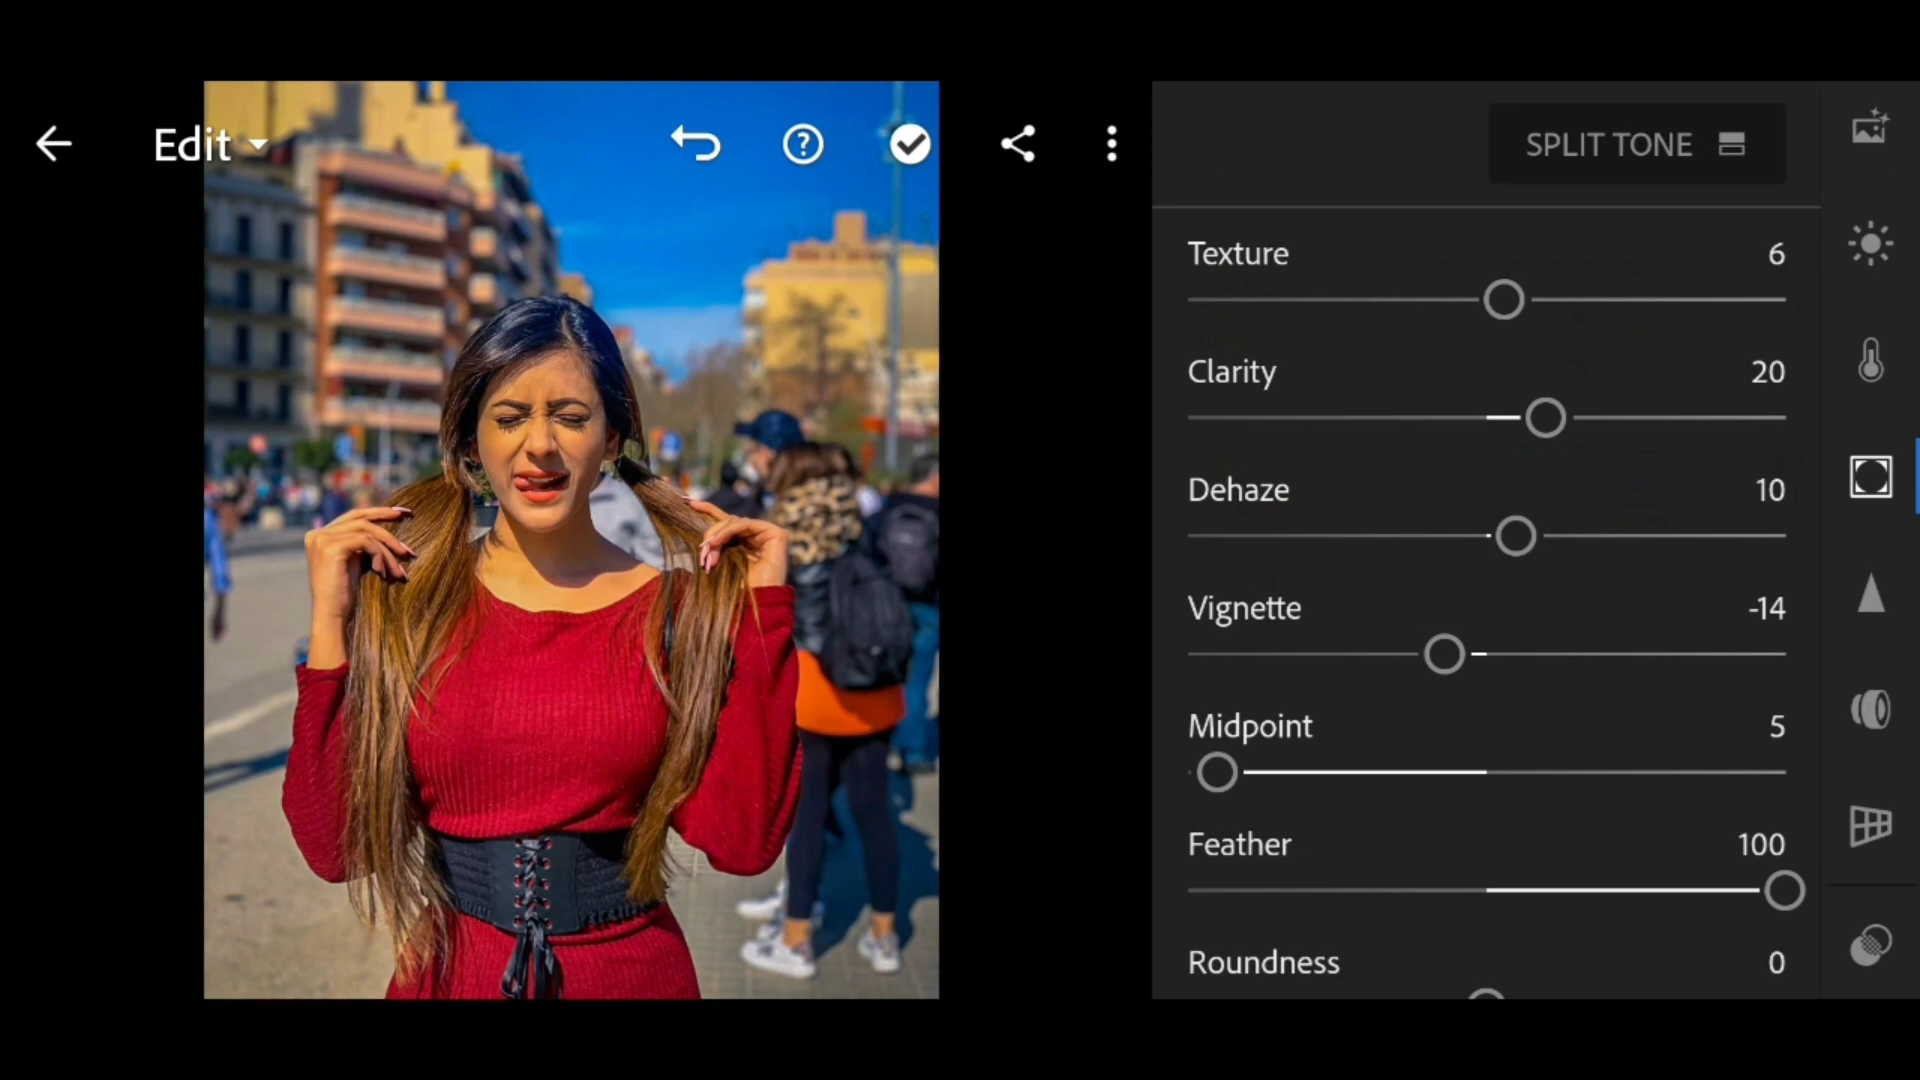 Edit
SPLIT TONE
Texture 6
Clarity 20
Dehaze 10
Vignette -14
Midpoint 5
Feather 100
Roundness 0